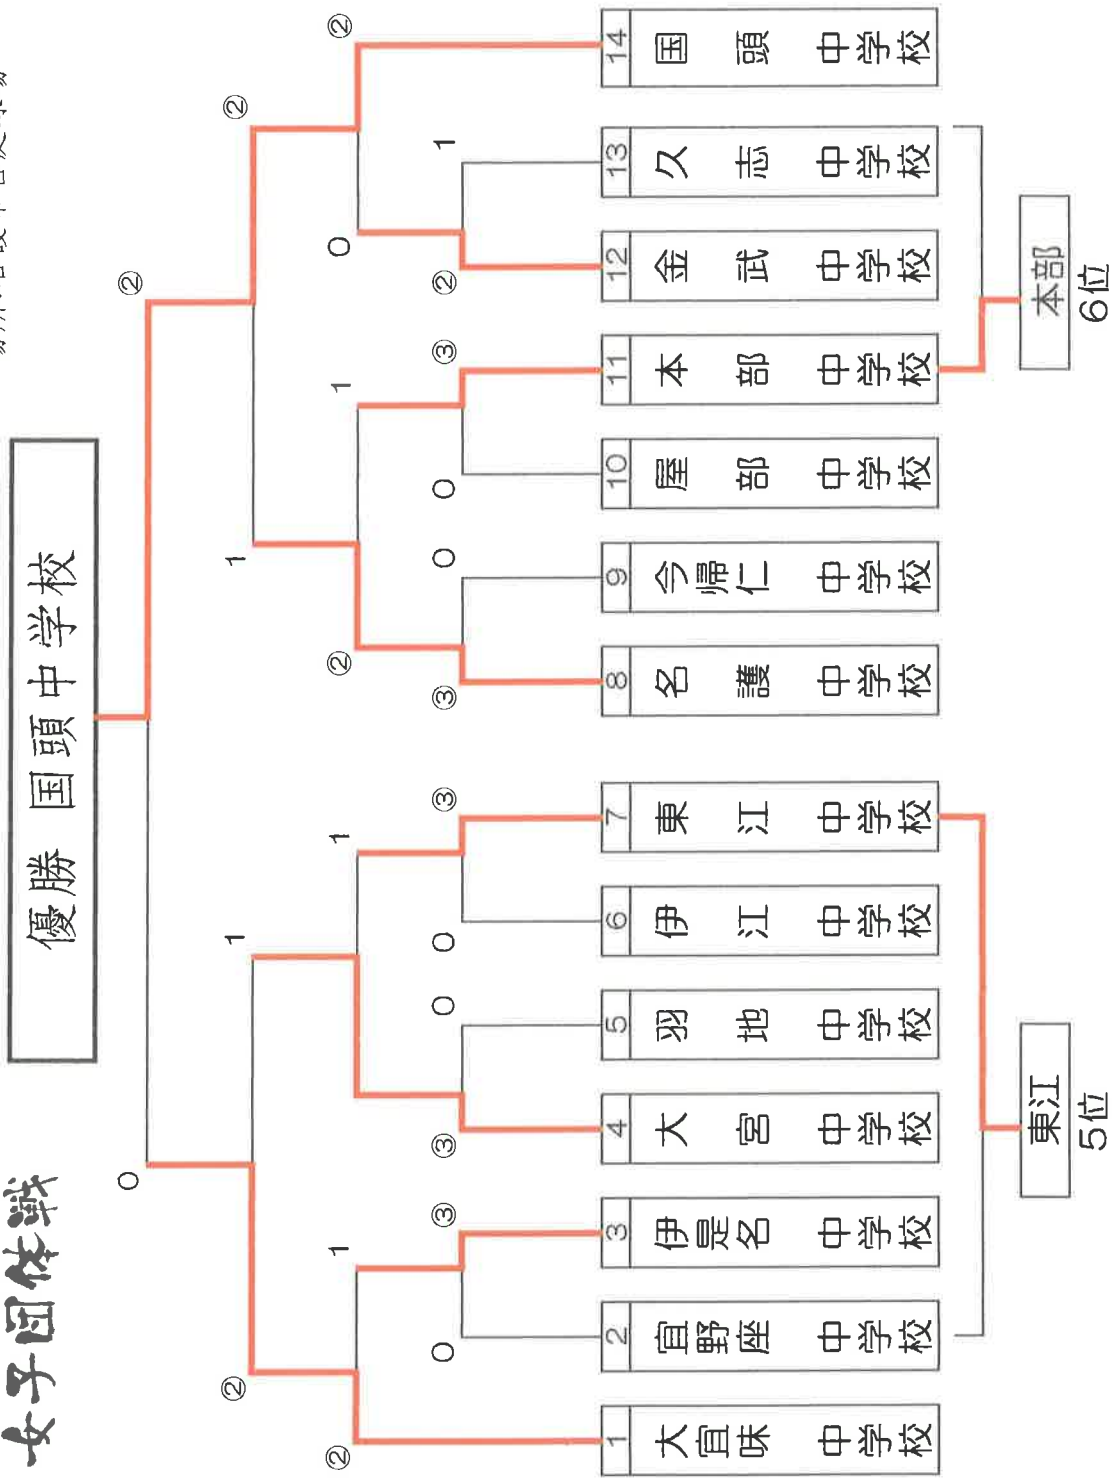 女子団体戦
優勝 国頭中学校
0
②
②
1
1
②
②
1
1
②
1
0
②
0
③
③
0
0
③
③
0
0
③
②
1
1 大宜味 中学校
2 宜野座 中学校
3 伊是名 中学校
4 大宮 中学校
5 羽地 中学校
6 伊江 中学校
7 東江 中学校
8 名護 中学校
9 今帰仁 中学校
10 屋部 中学校
11 本部 中学校
12 金武 中学校
13 久志 中学校
14 国頭 中学校
東江
5位
本部
6位